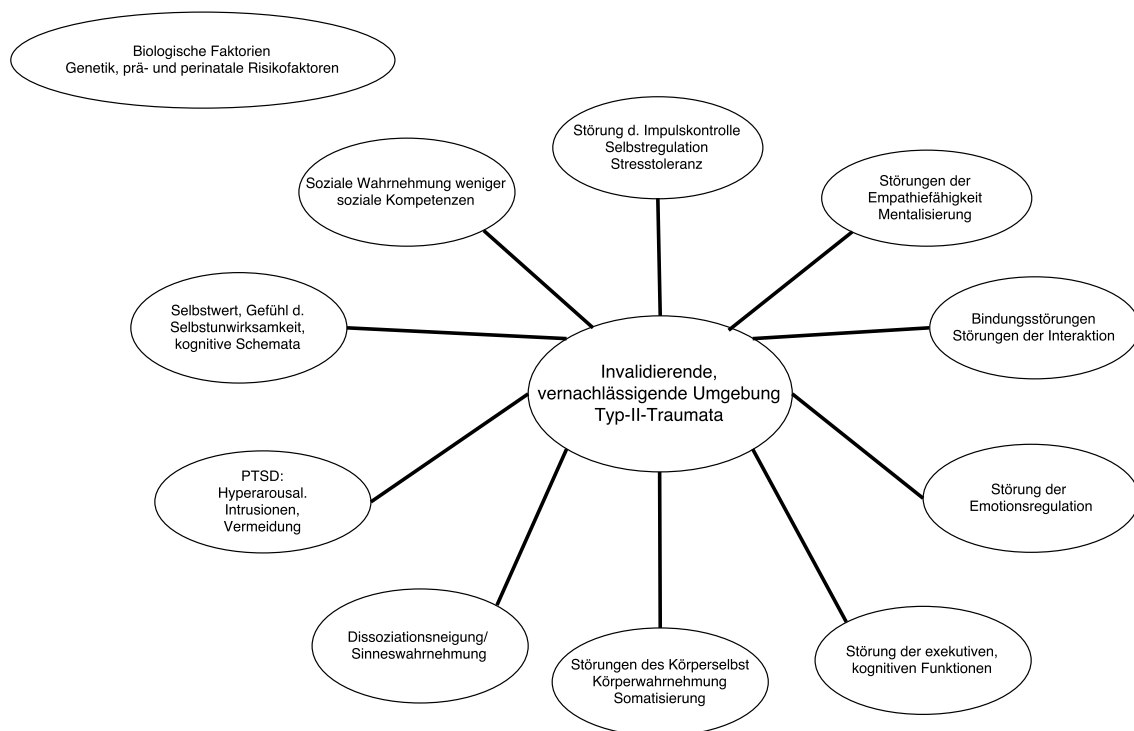 Biologische Faktorien
Genetik, prä- und perinatale Risikofaktoren
Störung d. Impulskontrolle
Selbstregulation
Stresstoleranz
Soziale Wahrnehmung weniger
soziale Kompetenzen
Störungen der
Empathiefähigkeit
Mentalisierung
Selbstwert, Gefühl d.
Selbstunwirksamkeit,
kognitive Schemata
Bindungsstörungen
Störungen der Interaktion
Invalidierende,
vernachlässigende Umgebung
Typ-II-Traumata
PTSD:
Hyperarousal.
Intrusionen,
Vermeidung
Störung der
Emotionsregulation
Dissoziationsneigung/
Sinneswahrnehmung
Störungen des Körperselbst
Körperwahrnehmung
Somatisierung
Störung der exekutiven,
kognitiven Funktionen